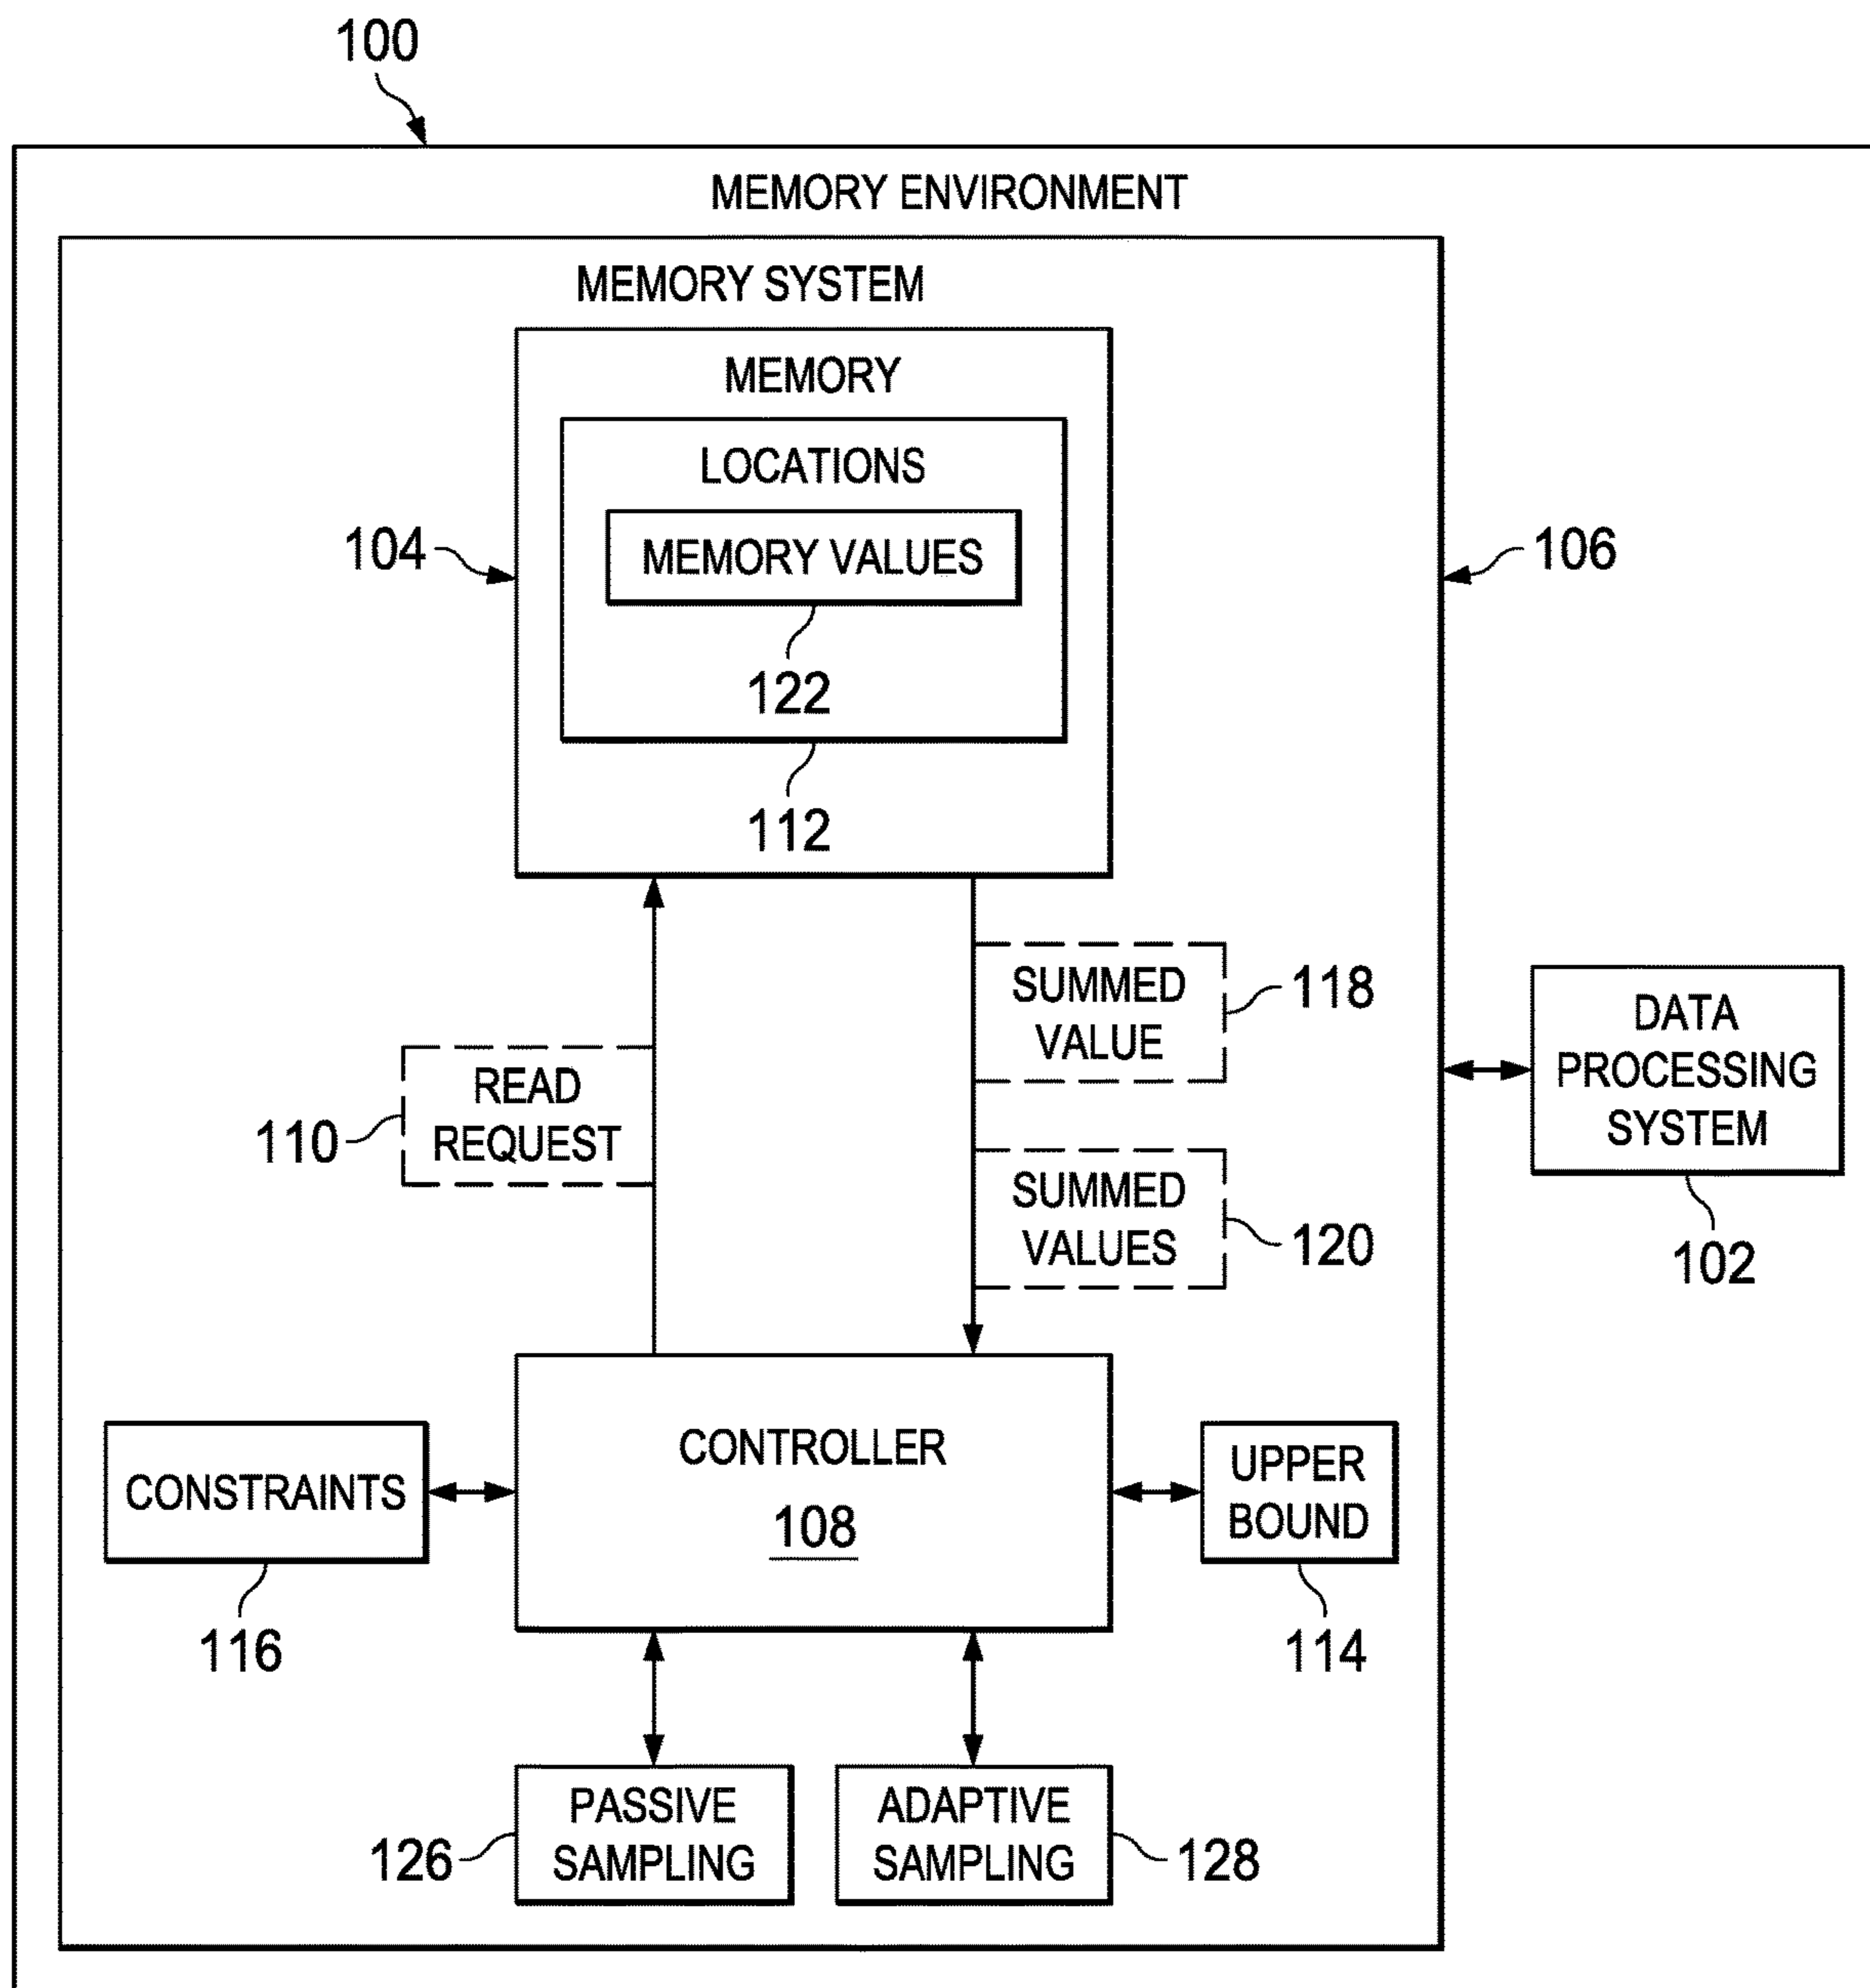 100
MEMORY ENVIRONMENT
MEMORY SYSTEM
MEMORY
LOCATIONS
104
MEMORY VALUES
106
122
112
SUMMED
VALUE
118
READ
REQUEST
110
SUMMED
VALUES
120
DATA
PROCESSING
SYSTEM
102
CONSTRAINTS
116
CONTROLLER
108
UPPER
BOUND
114
PASSIVE
SAMPLING
126
ADAPTIVE
SAMPLING
128